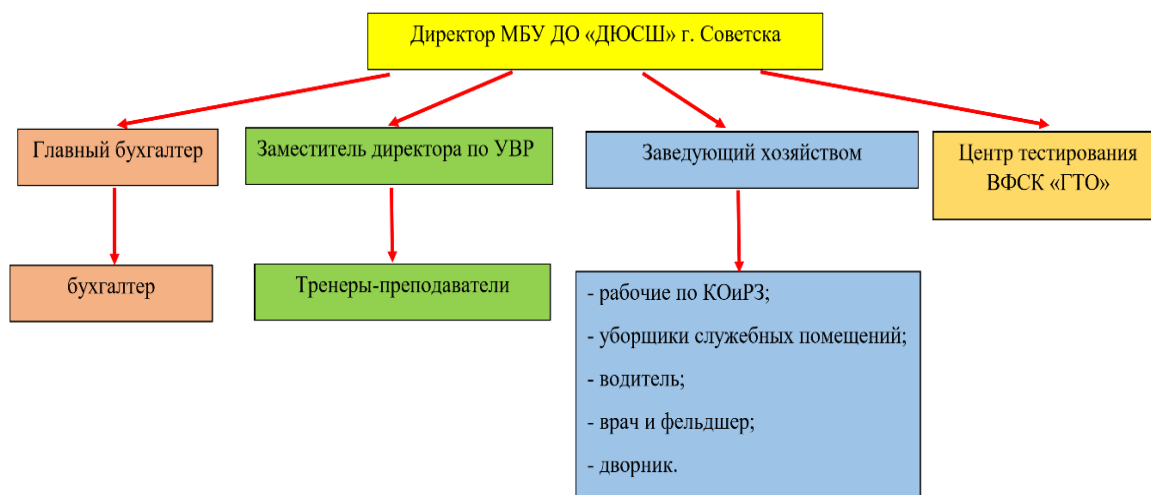 Директор МБУ ДО «ДЮСШ» г. Советска
Главный бухгалтер
Заместитель директора по УВР
Заведующий хозяйством
Центр тестирования
ВФСК «ГТО»
бухгалтер
Тренеры-преподаватели
- рабочие по КОиРЗ;
- уборщики служебных помещений;
- водитель;
- врач и фельдшер;
- дворник.